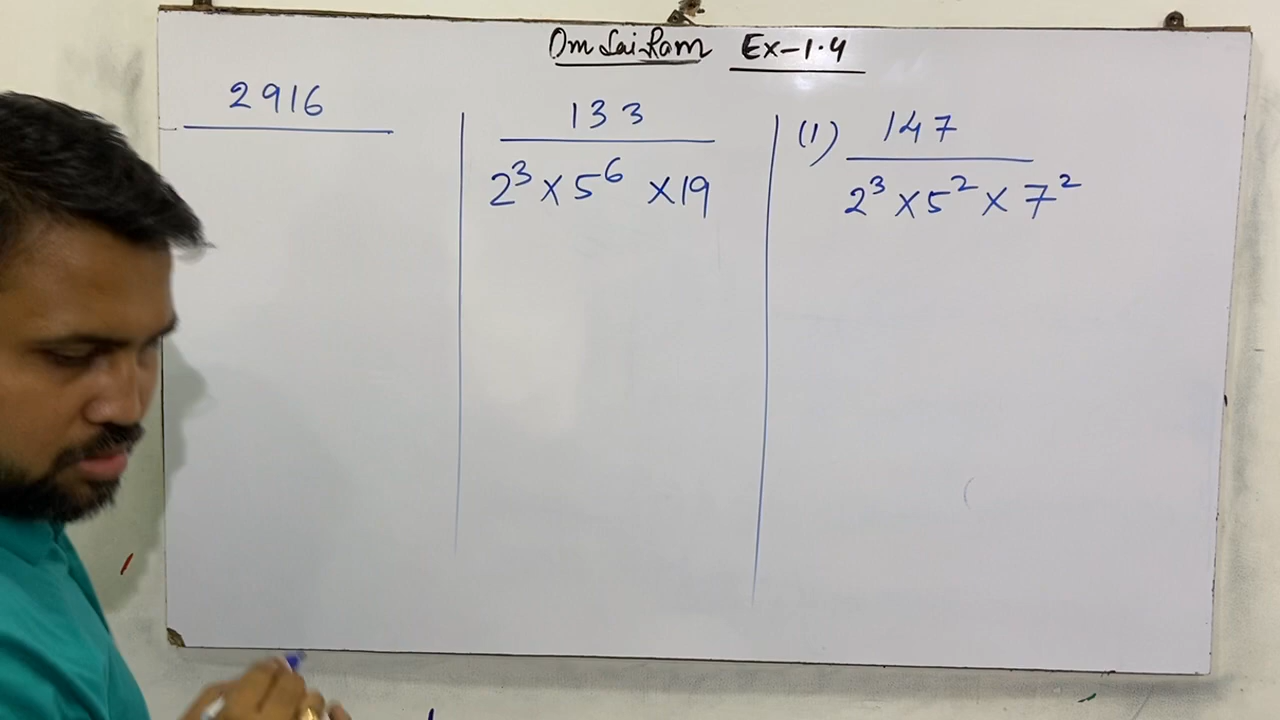 Om Sai Ram Ex-1.4
2916
133
2³ × 5⁶ × 19
(1) 147
2³ × 5² × 7²